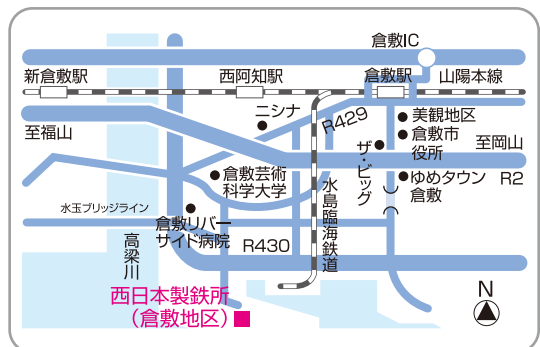 倉敷IC
新倉敷駅
西阿知駅
倉敷駅
山陽本線
ニシナ
R429
美観地区
倉敷市
役所
至福山
至岡山
ザ・ビッグ
倉敷芸術
科学大学
ゆめタウン
倉敷
R2
水島臨海鉄道
水玉ブリッジライン
倉敷リバー
サイド病院
高梁川
R430
西日本製鉄所
（倉敷地区）
N